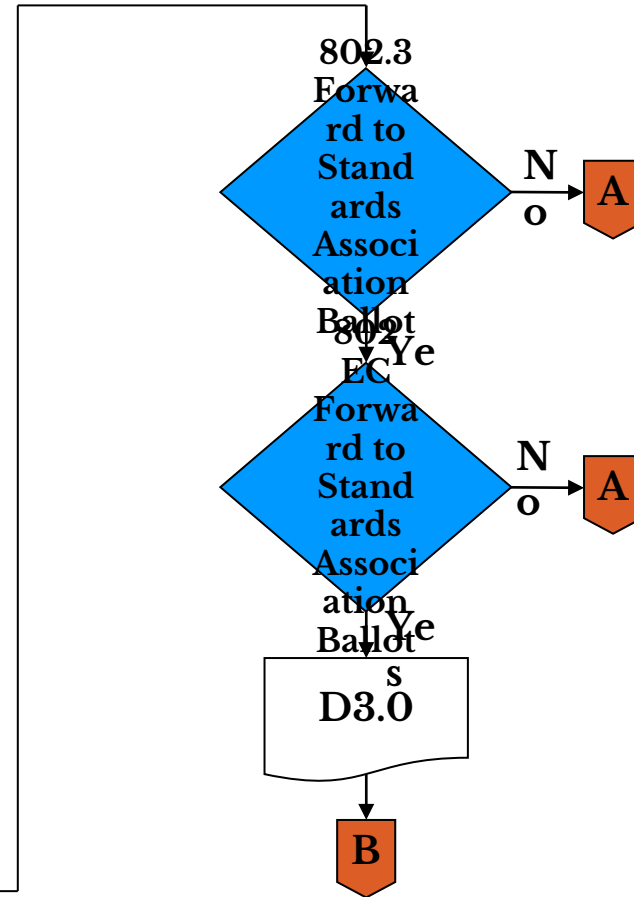 802.3
Forwa
rd to
Stand
ards
Associ
ation
Ballot
N
o
A
Ye
802
EC
Forwa
rd to
Stand
ards
Associ
ation
Ballot
N
o
A
Ye
s
D3.0
B